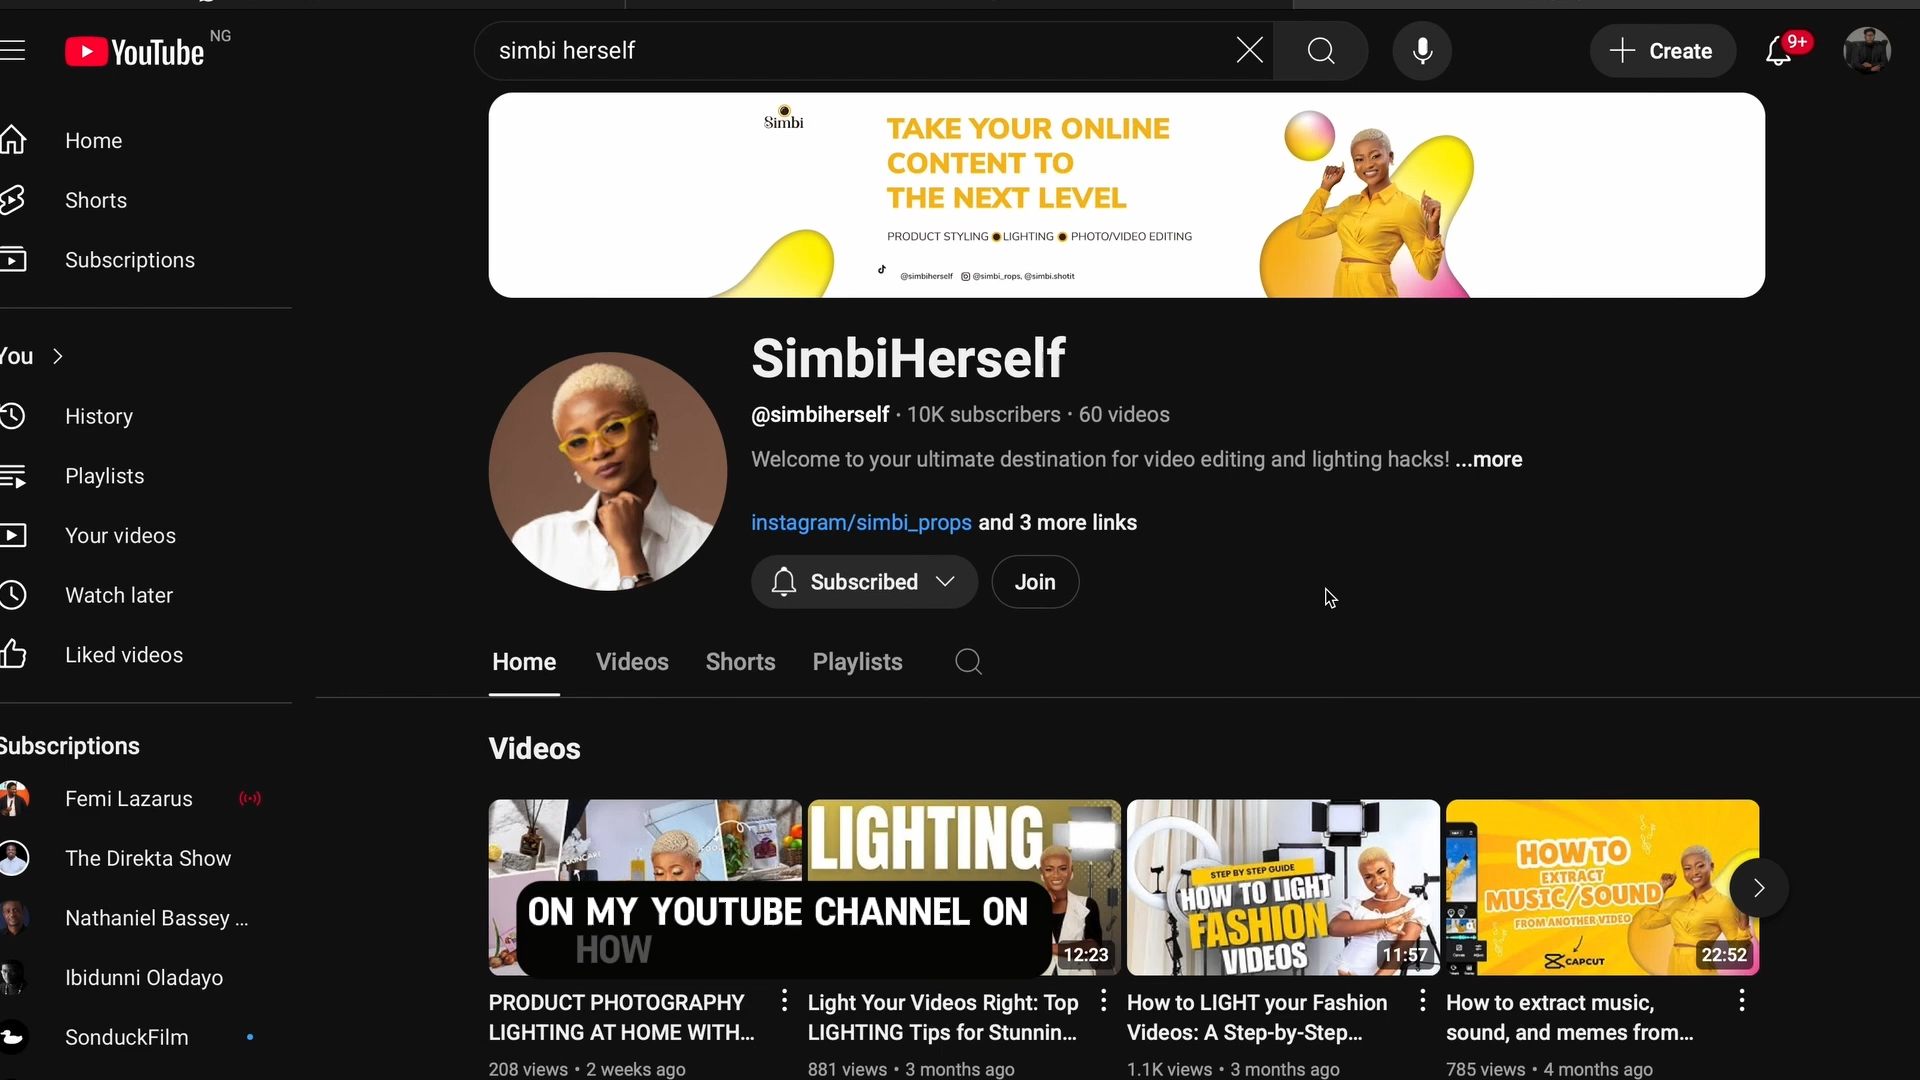 YouTube NG
simbi herself
Create
9+
Home
Shorts
Subscriptions
You
History
Playlists
Your videos
Watch later
Liked videos
Subscriptions
Femi Lazarus
The Direkta Show
Nathaniel Bassey ...
Ibidunni Oladayo
SonduckFilm
Simbi
TAKE YOUR ONLINE
CONTENT TO
THE NEXT LEVEL
PRODUCT STYLING LIGHTING PHOTO/VIDEO EDITING
@simbiherself @simbi_rops, @simbi.shotit
SimbiHerself
@simbiherself · 10K subscribers · 60 videos
Welcome to your ultimate destination for video editing and lighting hacks! ...more
instagram/simbi_props and 3 more links
Subscribed
Join
Home Videos Shorts Playlists
Videos
SKINCARE
ON MY YOUTUBE CHANNEL ON
HOW
LIGHTING
12:23
STEP BY STEP GUIDE
HOW TO LIGHT
FASHION
VIDEOS
11:57
HOW TO
EXTRACT
MUSIC/SOUND
FROM ANOTHER VIDEO
CAPCUT
22:52
PRODUCT PHOTOGRAPHY
LIGHTING AT HOME WITH...
208 views • 2 weeks ago
Light Your Videos Right: Top
LIGHTING Tips for Stunnin...
881 views • 3 months ago
How to LIGHT your Fashion
Videos: A Step-by-Step...
1.1K views • 3 months ago
How to extract music,
sound, and memes from...
785 views • 4 months ago